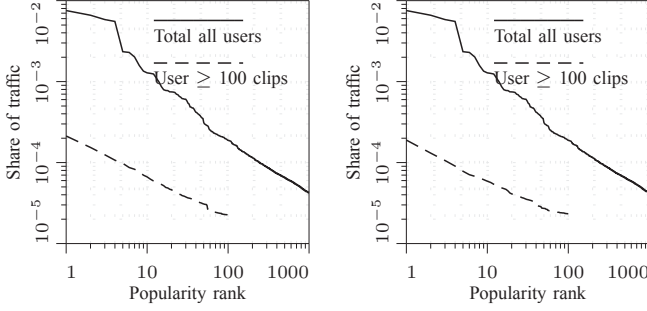 10−2
10−3
10−4
10−5
Share of traffic
Total all users
User ≥ 100 clips
1 10 100 1000
Popularity rank
10−2
10−3
10−4
10−5
Share of traffic
Total all users
User ≥ 100 clips
1 10 100 1000
Popularity rank